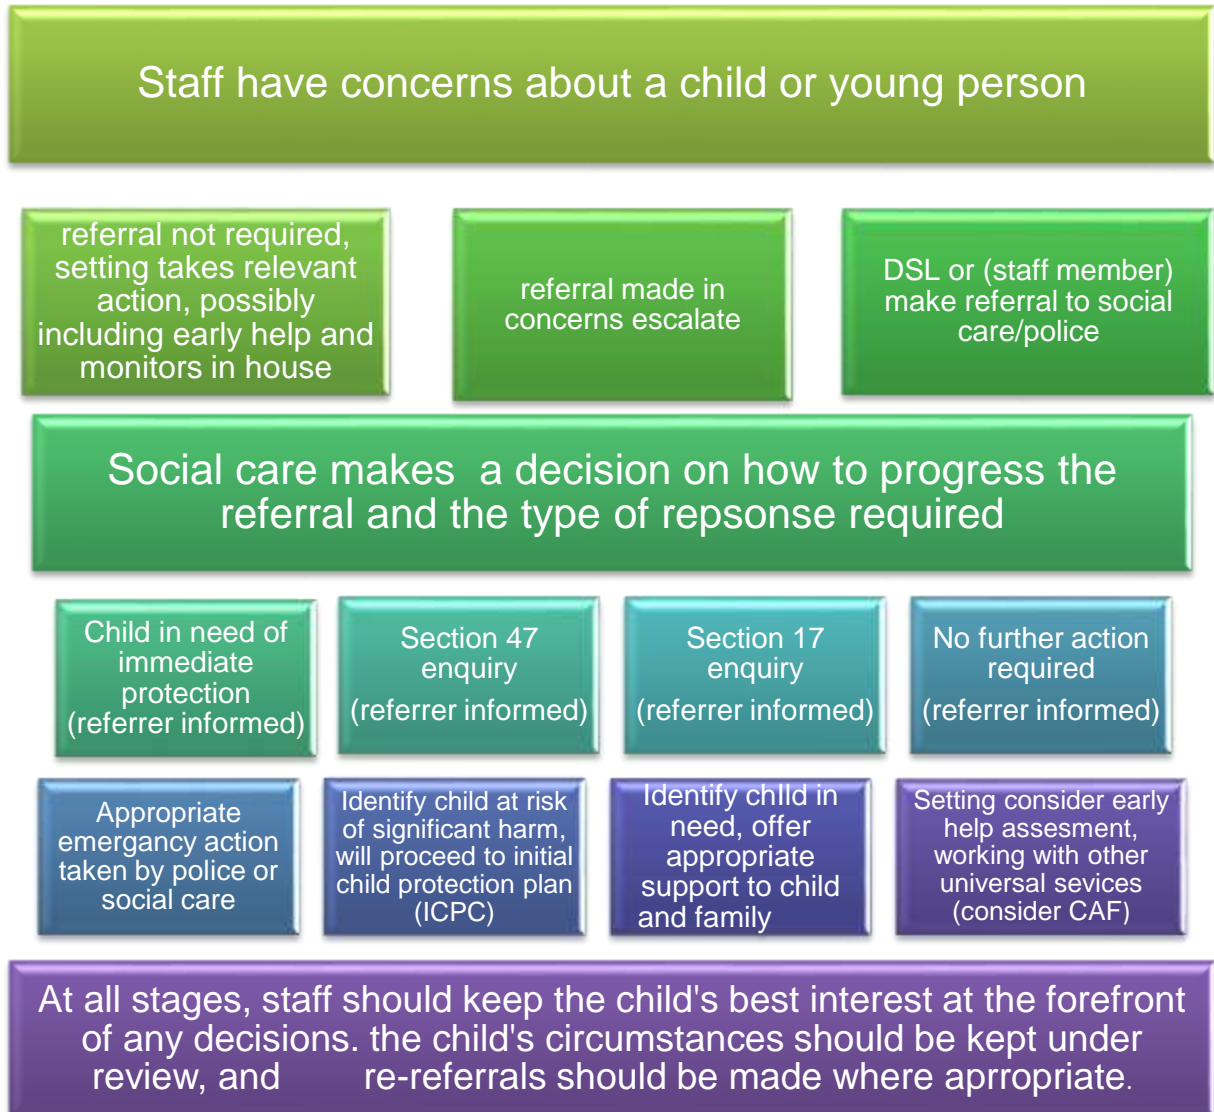 Staff have concerns about a child or young person
referral not required,
setting takes relevant
action, possibly
including early help and
monitors in house
referral made in
concerns escalate
DSL or (staff member)
make referral to social
care/police
Social care makes  a decision on how to progress the
referral and the type of repsonse required
Child in need of
immediate
protection
(referrer informed)
Section 47
enquiry
(referrer informed)
Section 17
enquiry
(referrer informed)
No further action
required
(referrer informed)
Appropriate
emergancy action
taken by police or
social care
Identify child at risk
of significant harm,
will proceed to initial
child protection plan
(ICPC)
Identify chIld in
need, offer
appropriate
support to child
and family
Setting consider early
help assesment,
working with other
universal sevices
(consider CAF)
At all stages, staff should keep the child's best interest at the forefront
of any decisions. the child's circumstances should be kept under
review, and       re-referrals should be made where aprropriate.